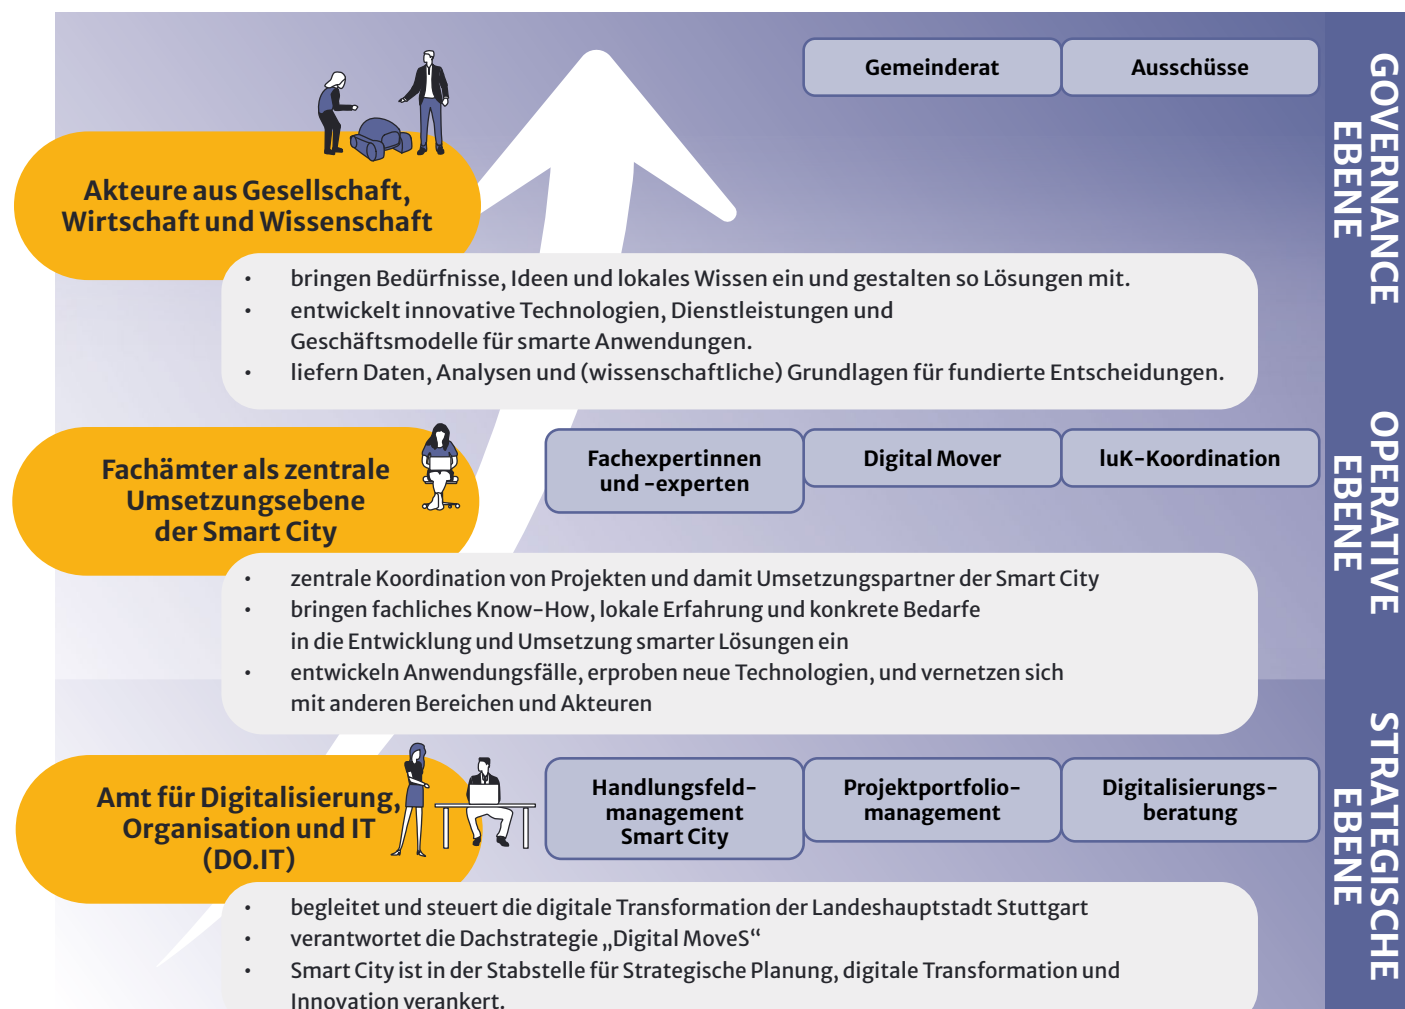 Gemeinderat
Ausschüsse
GOVERNANCE
EBENE
Akteure aus Gesellschaft,
Wirtschaft und Wissenschaft
• bringen Bedürfnisse, Ideen und lokales Wissen ein und gestalten so Lösungen mit.
• entwickelt innovative Technologien, Dienstleistungen und
Geschäftsmodelle für smarte Anwendungen.
• liefern Daten, Analysen und (wissenschaftliche) Grundlagen für fundierte Entscheidungen.
Fachämter als zentrale
Umsetzungsebene
der Smart City
Fachexpertinnen
und -experten
Digital Mover
luK-Koordination
OPERATIVE
EBENE
• zentrale Koordination von Projekten und damit Umsetzungspartner der Smart City
• bringen fachliches Know-How, lokale Erfahrung und konkrete Bedarfe
in die Entwicklung und Umsetzung smarter Lösungen ein
• entwickeln Anwendungsfälle, erproben neue Technologien, und vernetzen sich
mit anderen Bereichen und Akteuren
Amt für Digitalisierung,
Organisation und IT
(DO.IT)
Handlungsfeld-
management
Smart City
Projektportfolio-
management
Digitalisierungs-
beratung
STRATEGISCHE
EBENE
• begleitet und steuert die digitale Transformation der Landeshauptstadt Stuttgart
• verantwortet die Dachstrategie „Digital MoveS“
• Smart City ist in der Stabstelle für Strategische Planung, digitale Transformation und
Innovation verankert.